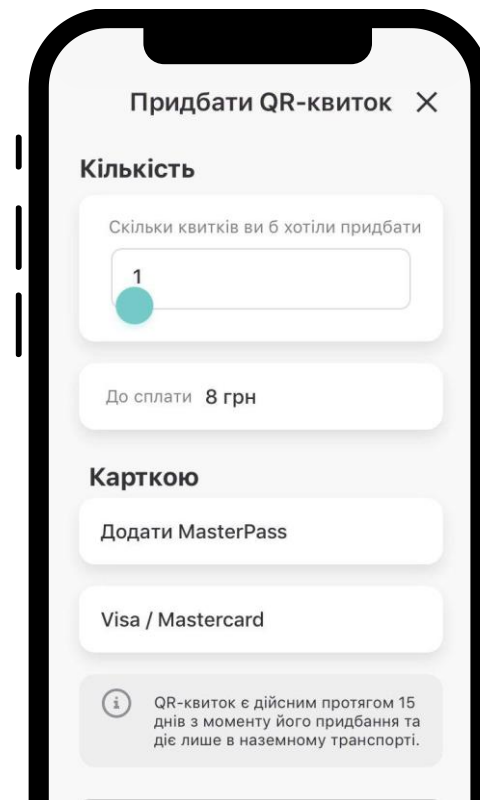 Придбати QR-квиток
Кількість
Скільки квитків ви б хотіли придбати
1
До сплати 8 грн
Карткою
Додати MasterPass
Visa / Mastercard
QR-квиток є дійсним протягом 15
днів з моменту його придбання та
діє лише в наземному транспорті.